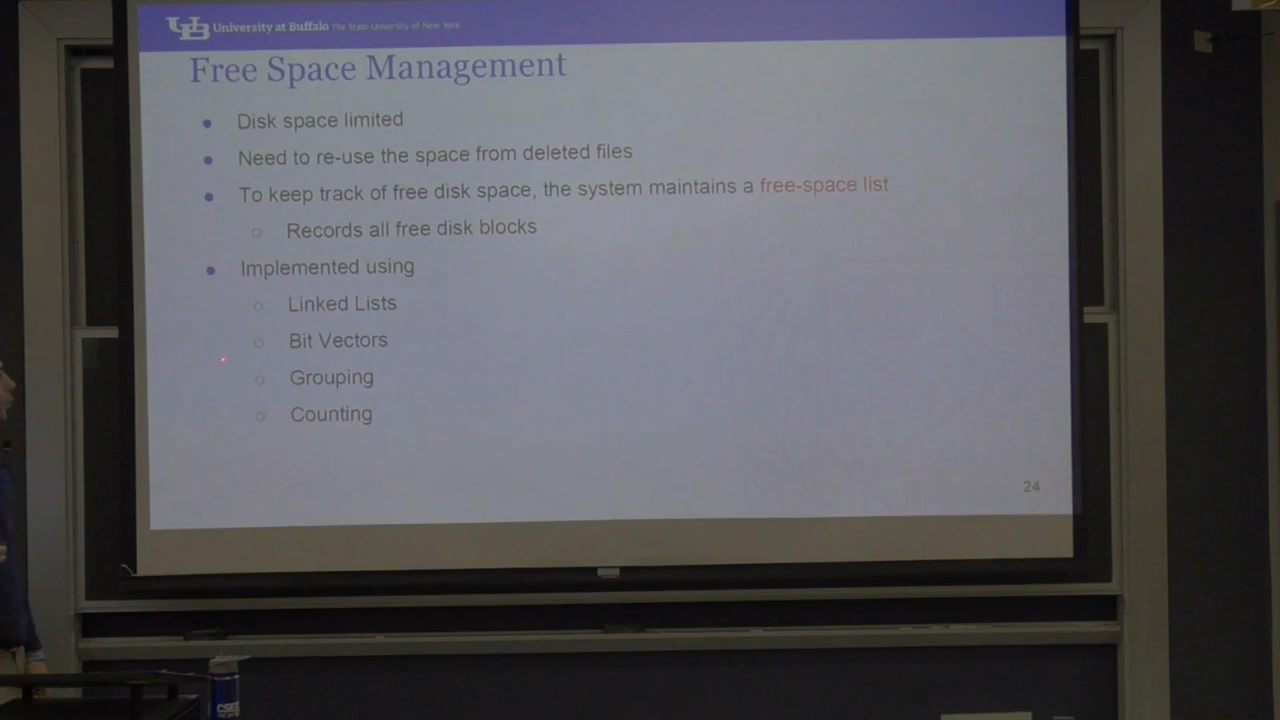 University at Buffalo The State University of New York
Free Space Management
Disk space limited
Need to re-use the space from deleted files
To keep track of free disk space, the system maintains a free-space list
Records all free disk blocks
Implemented using
Linked Lists
Bit Vectors
Grouping
Counting
24